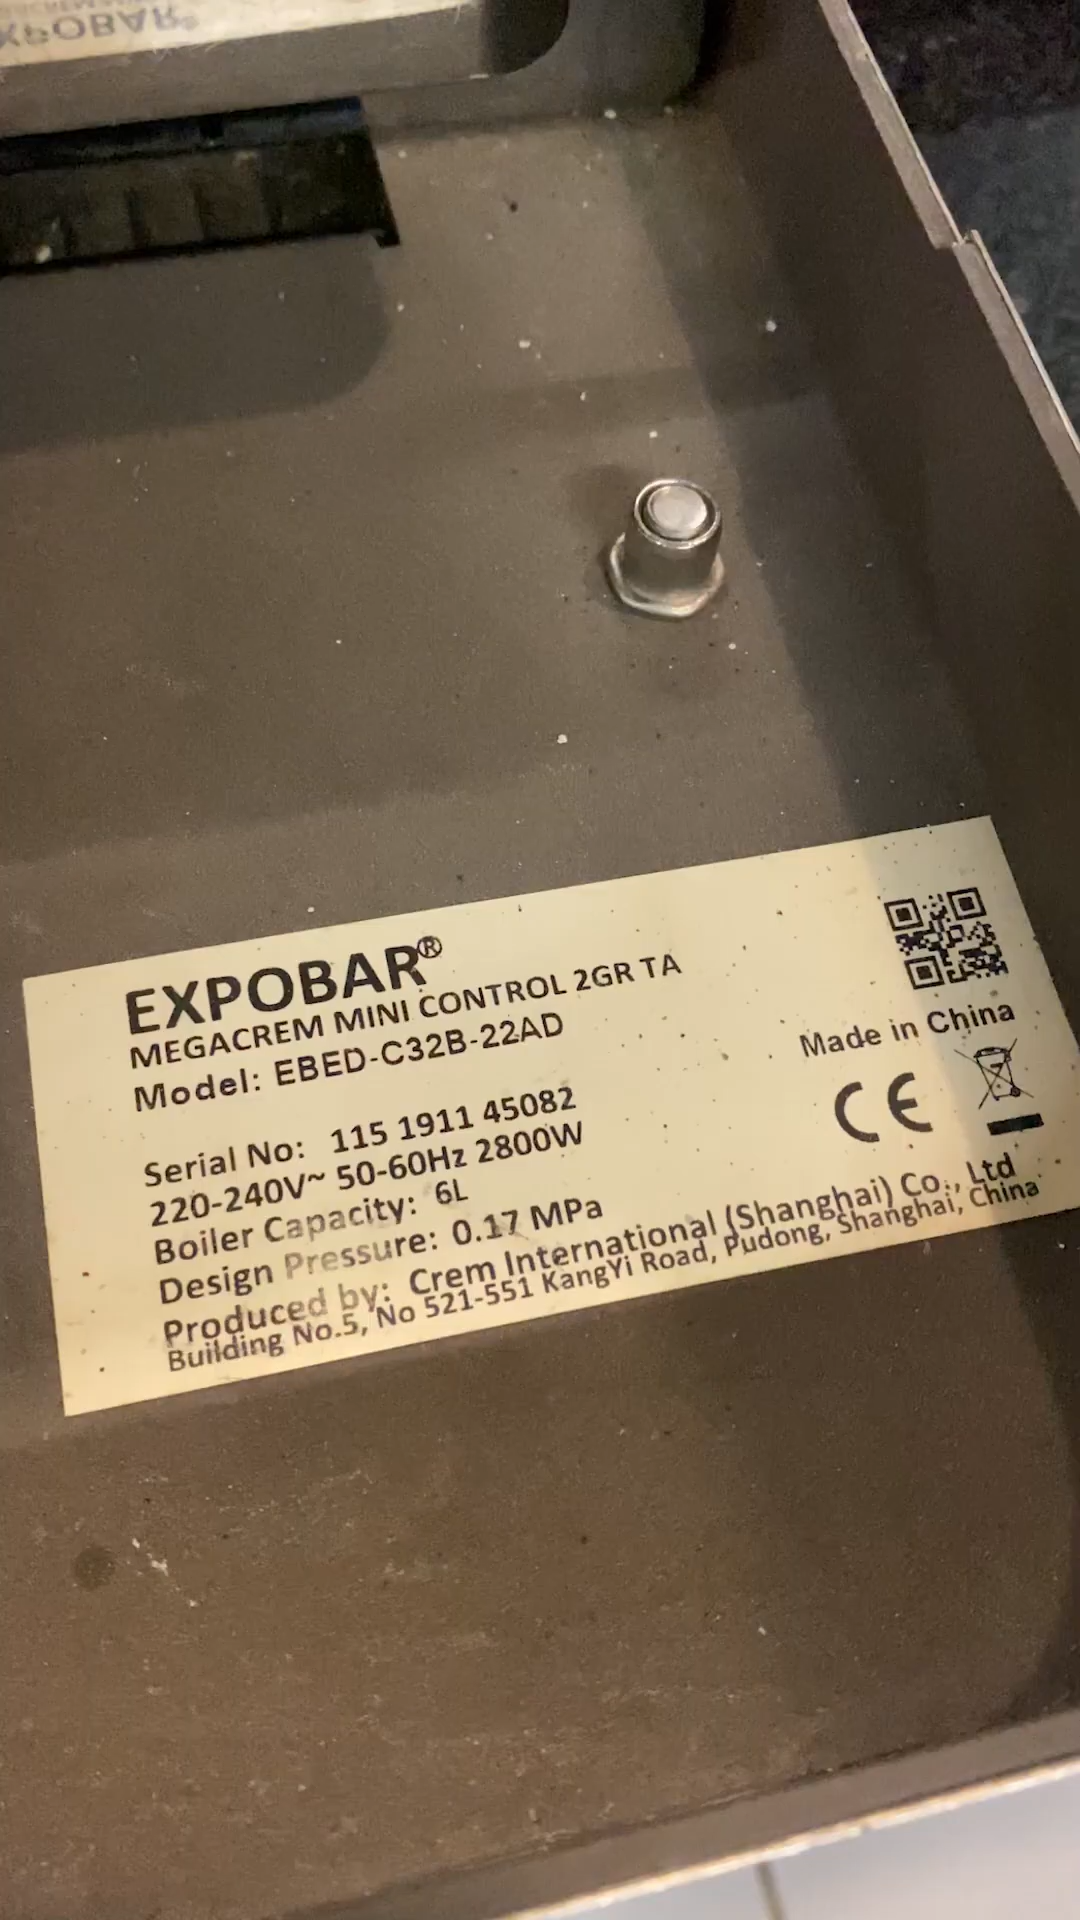 EXPOBAR®
EXPOBAR®
MEGACREM MINI CONTROL 2GR TA
Model: EBED-C32B-22AD
Serial No: 115 1911 45082
220-240V~ 50-60Hz 2800W
Boiler Capacity: 6L
Design Pressure: 0.17 MPa
Produced by: Crem International (Shanghai) Co., Ltd
Building No.5, No 521-551 KangYi Road, Pudong, Shanghai, China
Made in China
CE